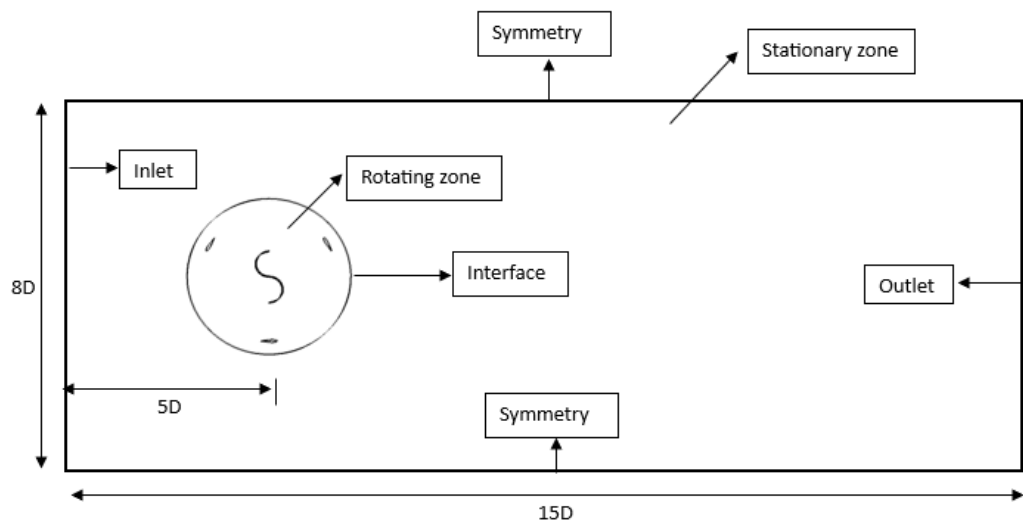 Symmetry
Stationary zone
Inlet
Rotating zone
Interface
8D
Outlet
5D
Symmetry
15D